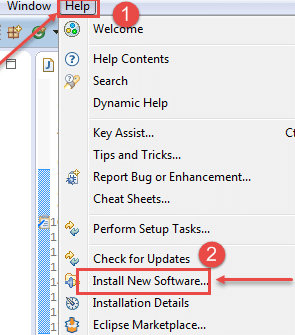 Window Help
1
Welcome
Help Contents
Search
Dynamic Help
Key Assist...
Tips and Tricks...
Report Bug or Enhancement...
Cheat Sheets...
Perform Setup Tasks...
Check for Updates
2
Install New Software...
Installation Details
Eclipse Marketplace...